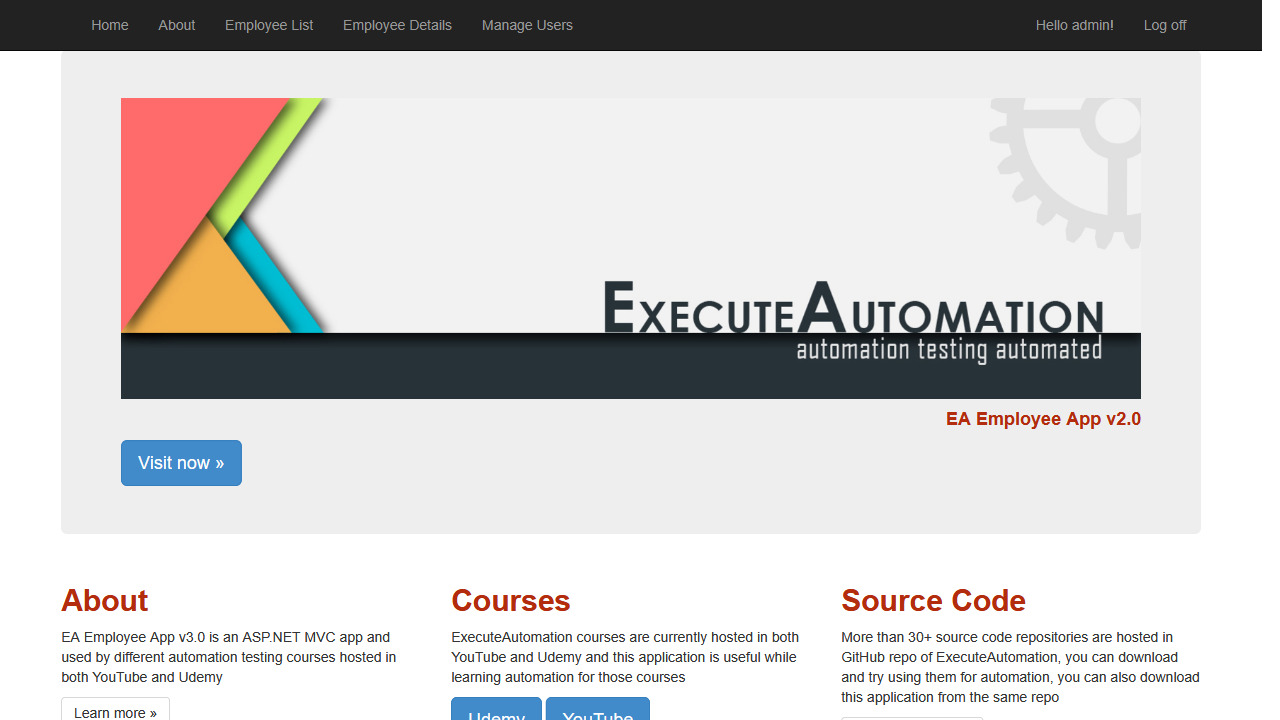 Home About Employee List Employee Details Manage Users Hello admin! Log off
EXECUTEAUTOMATION
automation testing automated
EA Employee App v2.0
Visit now »
About
EA Employee App v3.0 is an ASP.NET MVC app and
used by different automation testing courses hosted in
both YouTube and Udemy
Learn more »
Courses
ExecuteAutomation courses are currently hosted in both
YouTube and Udemy and this application is useful while
learning automation for those courses
Udemy YouTube
Source Code
More than 30+ source code repositories are hosted in
GitHub repo of ExecuteAutomation, you can download
and try using them for automation, you can also download
this application from the same repo